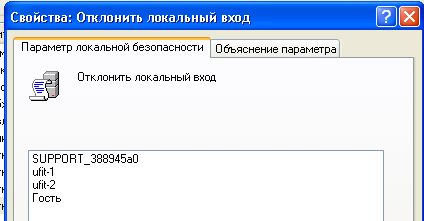 Свойства: Отклонить локальный вход
Параметр локальной безопасности
Объяснение параметра
Отклонить локальный вход
SUPPORT_388945a0
ufit-1
ufit-2
Гость